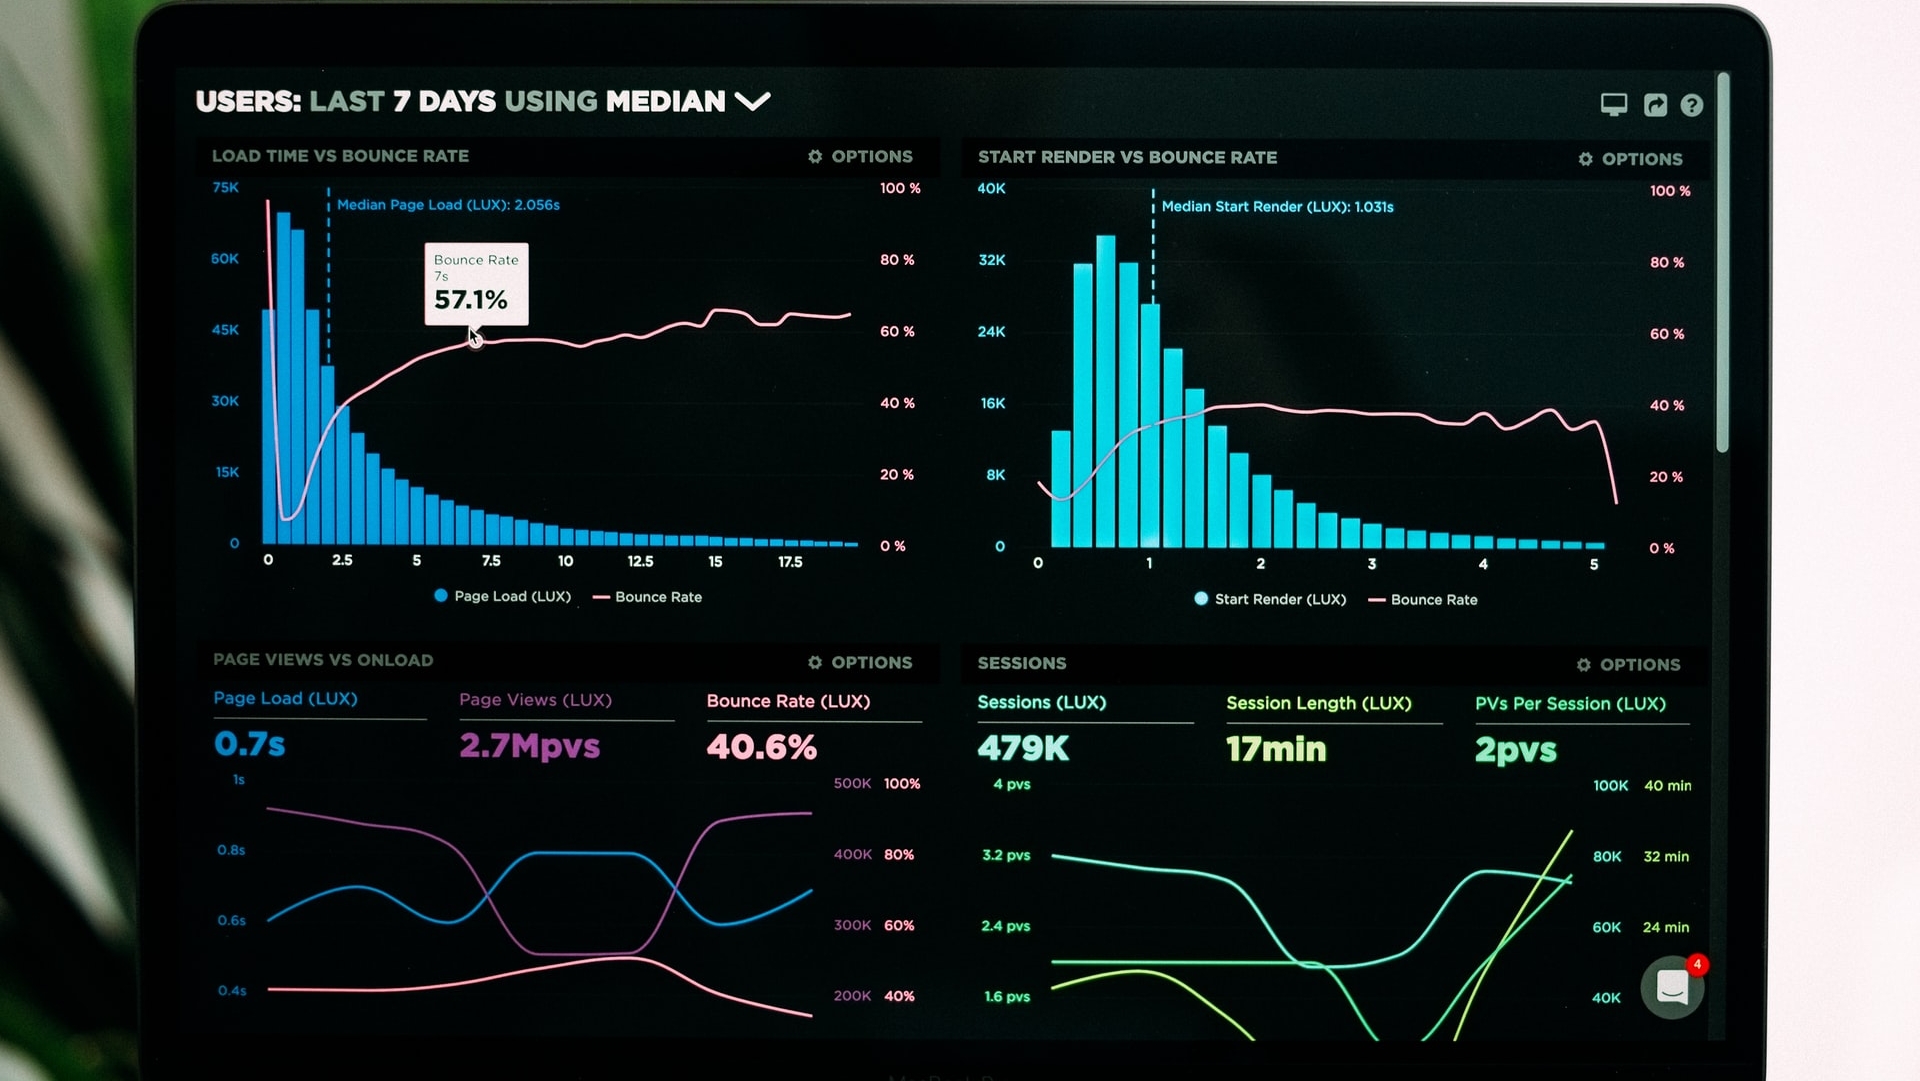 USERS: LAST 7 DAYS USING MEDIAN
LOAD TIME VS BOUNCE RATE
OPTIONS
75K
60K
45K
30K
15K
0
Median Page Load (LUX): 2.056s
Bounce Rate
7s
57.1%
100 %
80 %
60 %
40 %
20 %
0 %
0 2.5 5 7.5 10 12.5 15 17.5
Page Load (LUX) Bounce Rate
START RENDER VS BOUNCE RATE
OPTIONS
40K
32K
24K
16K
8K
0
Median Start Render (LUX): 1.031s
100 %
80 %
60 %
40 %
20 %
0 %
0 1 2 3 4 5
Start Render (LUX) Bounce Rate
PAGE VIEWS VS ONLOAD
OPTIONS
Page Load (LUX) Page Views (LUX) Bounce Rate (LUX)
0.7s 2.7Mpvs 40.6%
1s
0.8s
0.6s
0.4s
500K 100%
400K 80%
300K 60%
200K 40%
SESSIONS
OPTIONS
Sessions (LUX) Session Length (LUX) PVs Per Session (LUX)
479K 17min 2pvs
4 pvs
3.2 pvs
2.4 pvs
1.6 pvs
100K 40 min
80K 32 min
60K 24 min
40K
4